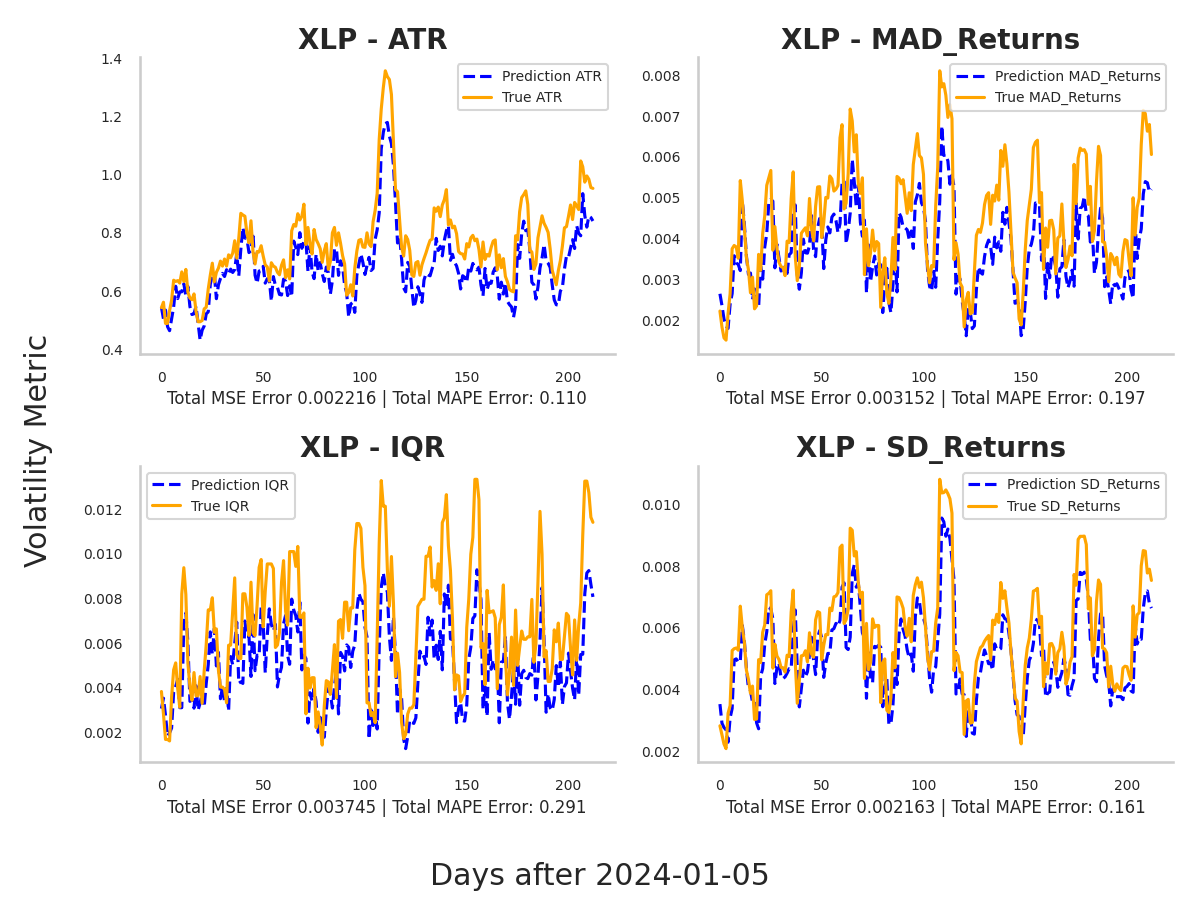 XLP - ATR
1.4
1.2
1.0
0.8
0.6
0.4
Prediction ATR
True ATR
0 50 100 150 200
Total MSE Error 0.002216 | Total MAPE Error: 0.110
XLP - MAD_Returns
0.008
0.007
0.006
0.005
0.004
0.003
0.002
Prediction MAD_Returns
True MAD_Returns
0 50 100 150 200
Total MSE Error 0.003152 | Total MAPE Error: 0.197
Volatility Metric
XLP - IQR
0.012
0.010
0.008
0.006
0.004
0.002
Prediction IQR
True IQR
0 50 100 150 200
Total MSE Error 0.003745 | Total MAPE Error: 0.291
XLP - SD_Returns
0.010
0.008
0.006
0.004
0.002
Prediction SD_Returns
True SD_Returns
0 50 100 150 200
Total MSE Error 0.002163 | Total MAPE Error: 0.161
Days after 2024-01-05